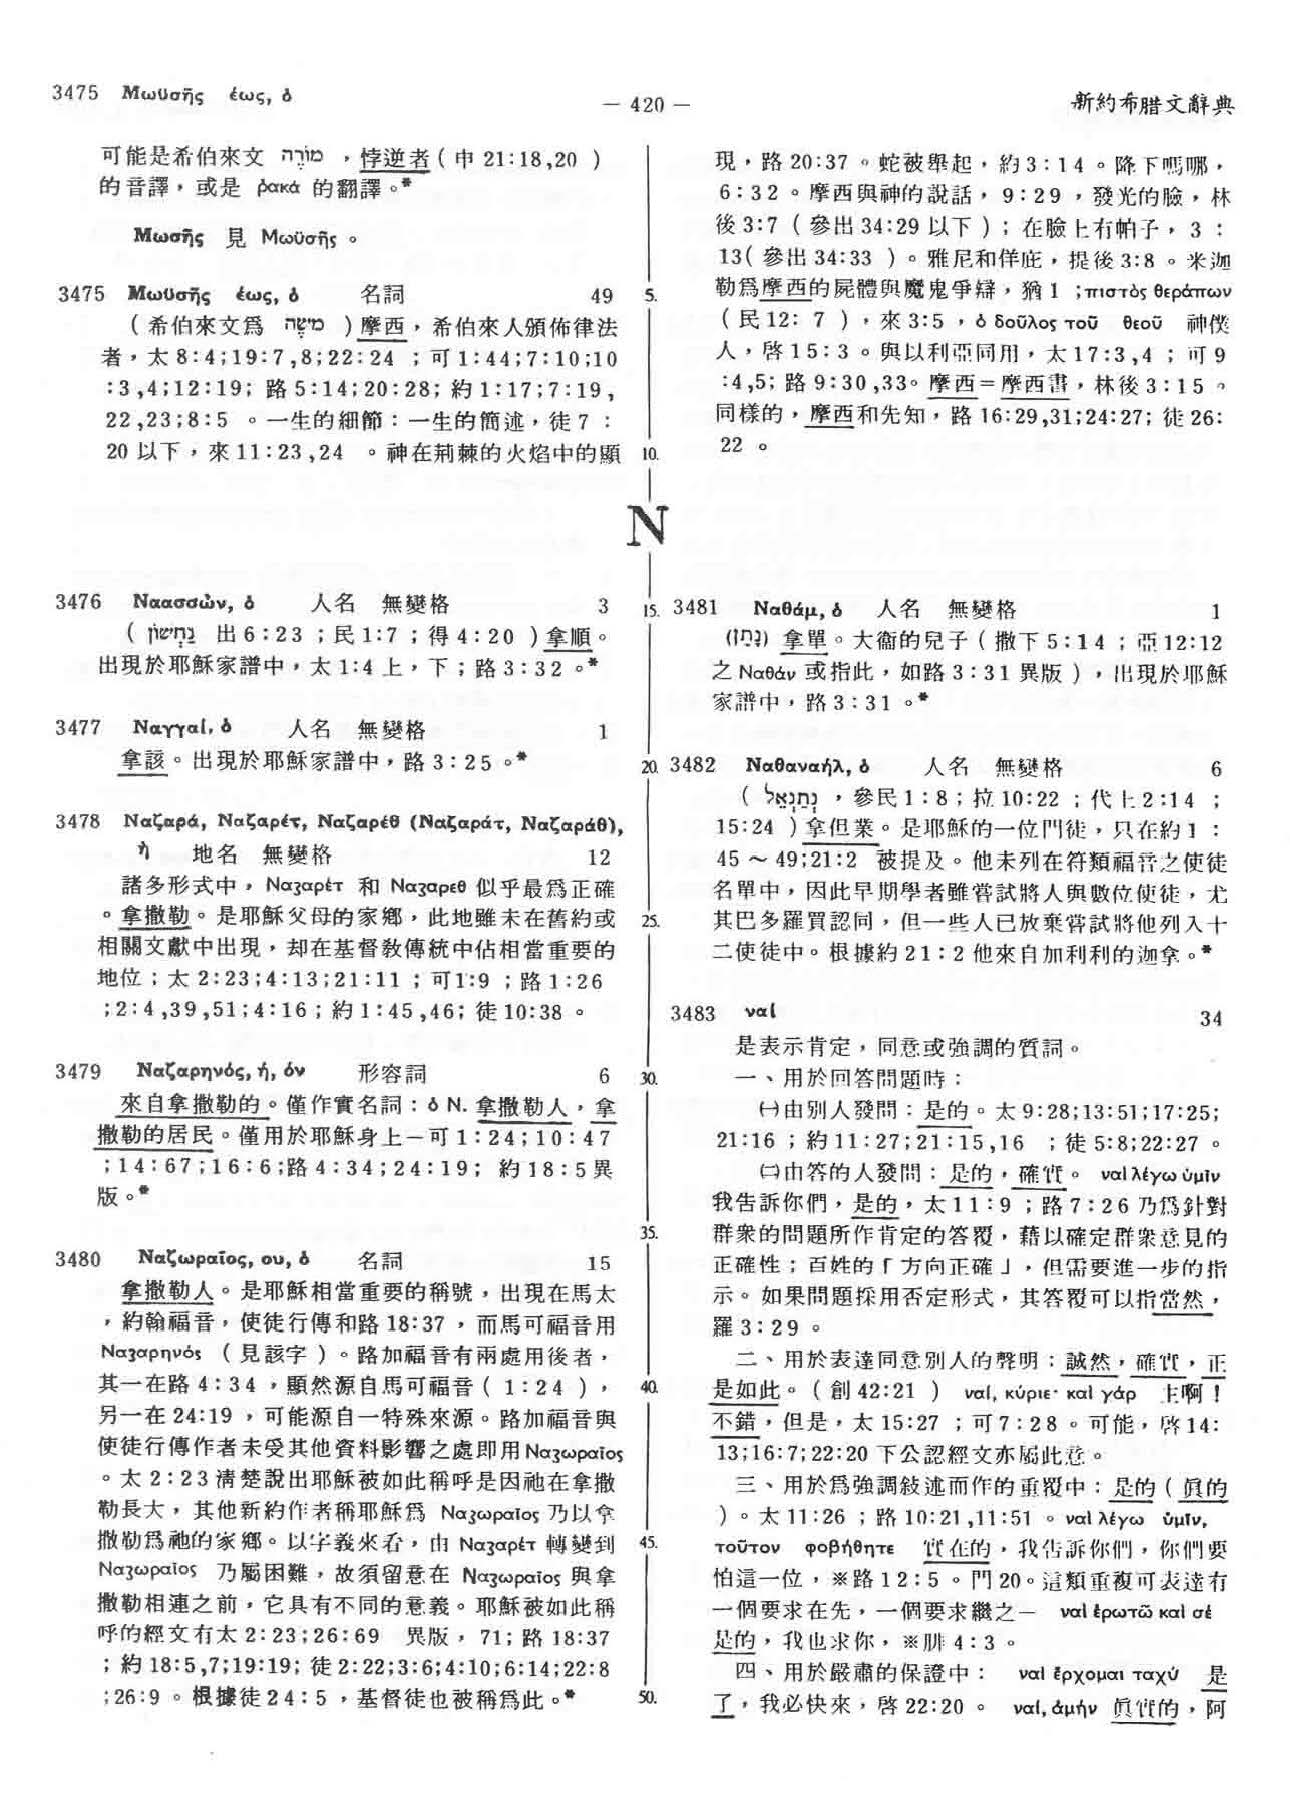 3475 Μωϋσῆς έως, ὁ
— 420 —
新約布腊文辭典
可能是希伯來文 מוֹרֶה ，悖逆者（申 21:18,20 ）
的音譯，或是 ῥακά 的翻譯。*
Μωσῆς 見 Μωϋσῆς 。
3475 Μωϋσῆς έως, ὁ 名詞 49
（希伯來文爲 מֹשֶׁה ）摩西，希伯來人頒佈律法
者，太 8:4;19:7,8;22:24 ；可 1:44;7:10;10
:3,4;12:19; 路 5:14;20:28; 約 1:17;7:19,
22,23;8:5 。一生的細節：一生的簡述，徒 7 :
20 以下，來 11:23,24 。神在荊棘的火焰中的顯
現，路 20:37 。蛇被舉起，約 3:14 。降下嗎哪，
6:32 。摩西與神的說話， 9:29 ，發光的臉，林
後 3:7 （參出 34:29 以下）；在臉上有帕子， 3 :
13( 參出 34:33 ）。雅尼和佯庇，提後 3:8 。米迦
勒爲摩西的屍體與魔鬼爭辯，猶 1 ;πιστὸς θεράπων
（民 12: 7 ），來 3:5 ，ὁ δοῦλος τοῦ θεοῦ 神僕
人，啓 15:3 。與以利亞同用，太 17:3,4 ；可 9
:4,5; 路 9:30,33。摩西＝摩西書，林後 3:15 。
同樣的，摩西和先知，路 16:29,31;24:27; 徒 26:
22 。
5.
10.
N
3476 Ναασσών, ὁ 人名 無變格 3
（ נַחְשׁוֹן 出 6:23 ；民 1:7 ；得 4:20 ）拿順。
出現於耶穌家譜中，太 1:4 上，下；路 3:32 。*
3477 Ναγγαί, ὁ 人名 無變格 1
拿該。出現於耶穌家譜中，路 3:25 。*
3478 Ναζαρά, Ναζαρέτ, Ναζαρέθ (Ναζαράτ, Ναζαράθ),
ἡ 地名 無變格 12
諸多形式中，Ναζαρέτ 和 Ναζαρεθ 似乎最爲正確
。拿撒勒。是耶穌父母的家鄉，此地雖未在舊約或
相關文獻中出現，却在基督敎傳統中佔相當重要的
地位；太 2:23;4:13;21:11 ；可1:9 ；路 1:26
;2:4,39,51;4:16；約 1:45,46; 徒 10:38 。
3479 Ναζαρηνός, ή, όν 形容詞 6
來自拿撒勒的。僅作實名詞：ὁ Ν. 拿撒勒人，拿
撒勒的居民。僅用於耶穌身上－可 1:24;10:47
;14:67;16:6;路 4:34;24:19; 約 18:5 異
版。*
3480 Ναζωραῖος, ου, ὁ 名詞 15
拿撒勒人。是耶穌相當重要的稱號，出現在馬太
，約翰福音，使徒行傳和路 18:37 ，而馬可福音用
Ναζαρηνός （見該字）。路加福音有兩處用後者，
其一在路 4:34 ，顯然源自馬可福音（ 1:24 ），
另一在 24:19 ，可能源自一特殊來源。路加福音與
使徒行傳作者未受其他資料影響之處即用 Ναζωραῖος
。太 2:23 清楚說出耶穌被如此稱呼是因祂在拿撒
勒長大，其他新約作者稱耶穌爲 Ναζωραῖος 乃以拿
撒勒爲祂的家鄉。以字義來看，由 Ναζαρέτ 轉變到
Ναζωραῖος 乃屬困難，故須留意在 Ναζωραῖος 與拿
撒勒相連之前，它具有不同的意義。耶穌被如此稱
呼的經文有太 2:23;26:69 異版， 71; 路 18:37
；約 18:5,7;19:19; 徒 2:22;3:6;4:10;6:14;22:8
;26:9 。根據徒 24:5 ，基督徒也被稱爲此。*
15.
20.
25.
30.
35.
40.
45.
50.
3481 Ναθάμ, ὁ 人名 無變格 1
(נָתָן) 拿單。大衞的兒子（撒下 5:14 ；亞 12:12
之 Ναθάν 或指此，如路 3:31 異版），出現於耶穌
家譜中，路 3:31 。*
3482 Ναθαναήλ, ὁ 人名 無變格 6
（ נְתַנְאֵל ，參民 1:8；拉 10:22 ；代上 2:14 ；
15:24 ）拿但業。是耶穌的一位門徒，只在約 1 :
45 ～ 49;21:2 被提及。他未列在符類福音之使徒
名單中，因此早期學者雖嘗試將人與數位使徒，尤
其巴多羅買認同，但一些人已放棄嘗試將他列入十
二使徒中。根據約 21:2 他來自加利利的迦拿。*
3483 ναί 34
是表示肯定，同意或強調的質詞。
一、用於回答問題時：
㈠由別人發問：是的。太 9:28;13:51;17:25;
21:16 ；約 11:27;21:15,16 ；徒 5:8;22:27 。
㈡由答的人發問：是的，確實。 ναὶ λέγω ὑμῖν
我告訴你們，是的，太 11:9 ；路 7:26 乃爲針對
群衆的問題所作肯定的答覆，藉以確定群衆意見的
正確性；百姓的「方向正確」，但需要進一步的指
示。如果問題採用否定形式，其答覆可以指當然，
羅 3:29 。
二、用於表達同意別人的聲明：誠然，確實，正
是如此。（創 42:21 ） ναί, κύριε· καὶ γάρ 主啊！
不錯，但是，太 15:27 ；可 7:28 。可能，啓 14:
13;16:7;22:20 下公認經文亦屬此意。
三、用於爲強調敍述而作的重覆中：是的（眞的
）。太 11:26 ；路 10:21,11:51 。ναὶ λέγω ὑμῖν,
τοῦτον φοβήθητε 實在的，我告訴你們，你們要
怕這一位，※路 12:5 。門 20。這類重複可表達有
一個要求在先，一個要求繼之－ ναὶ ἐρωτῶ καὶ σέ
是的，我也求你，※腓 4:3 。
四、用於嚴肅的保證中： ναὶ ἔρχομαι ταχύ 是
了，我必快來，啓 22:20 。 ναί, ἀμήν 眞實的，阿